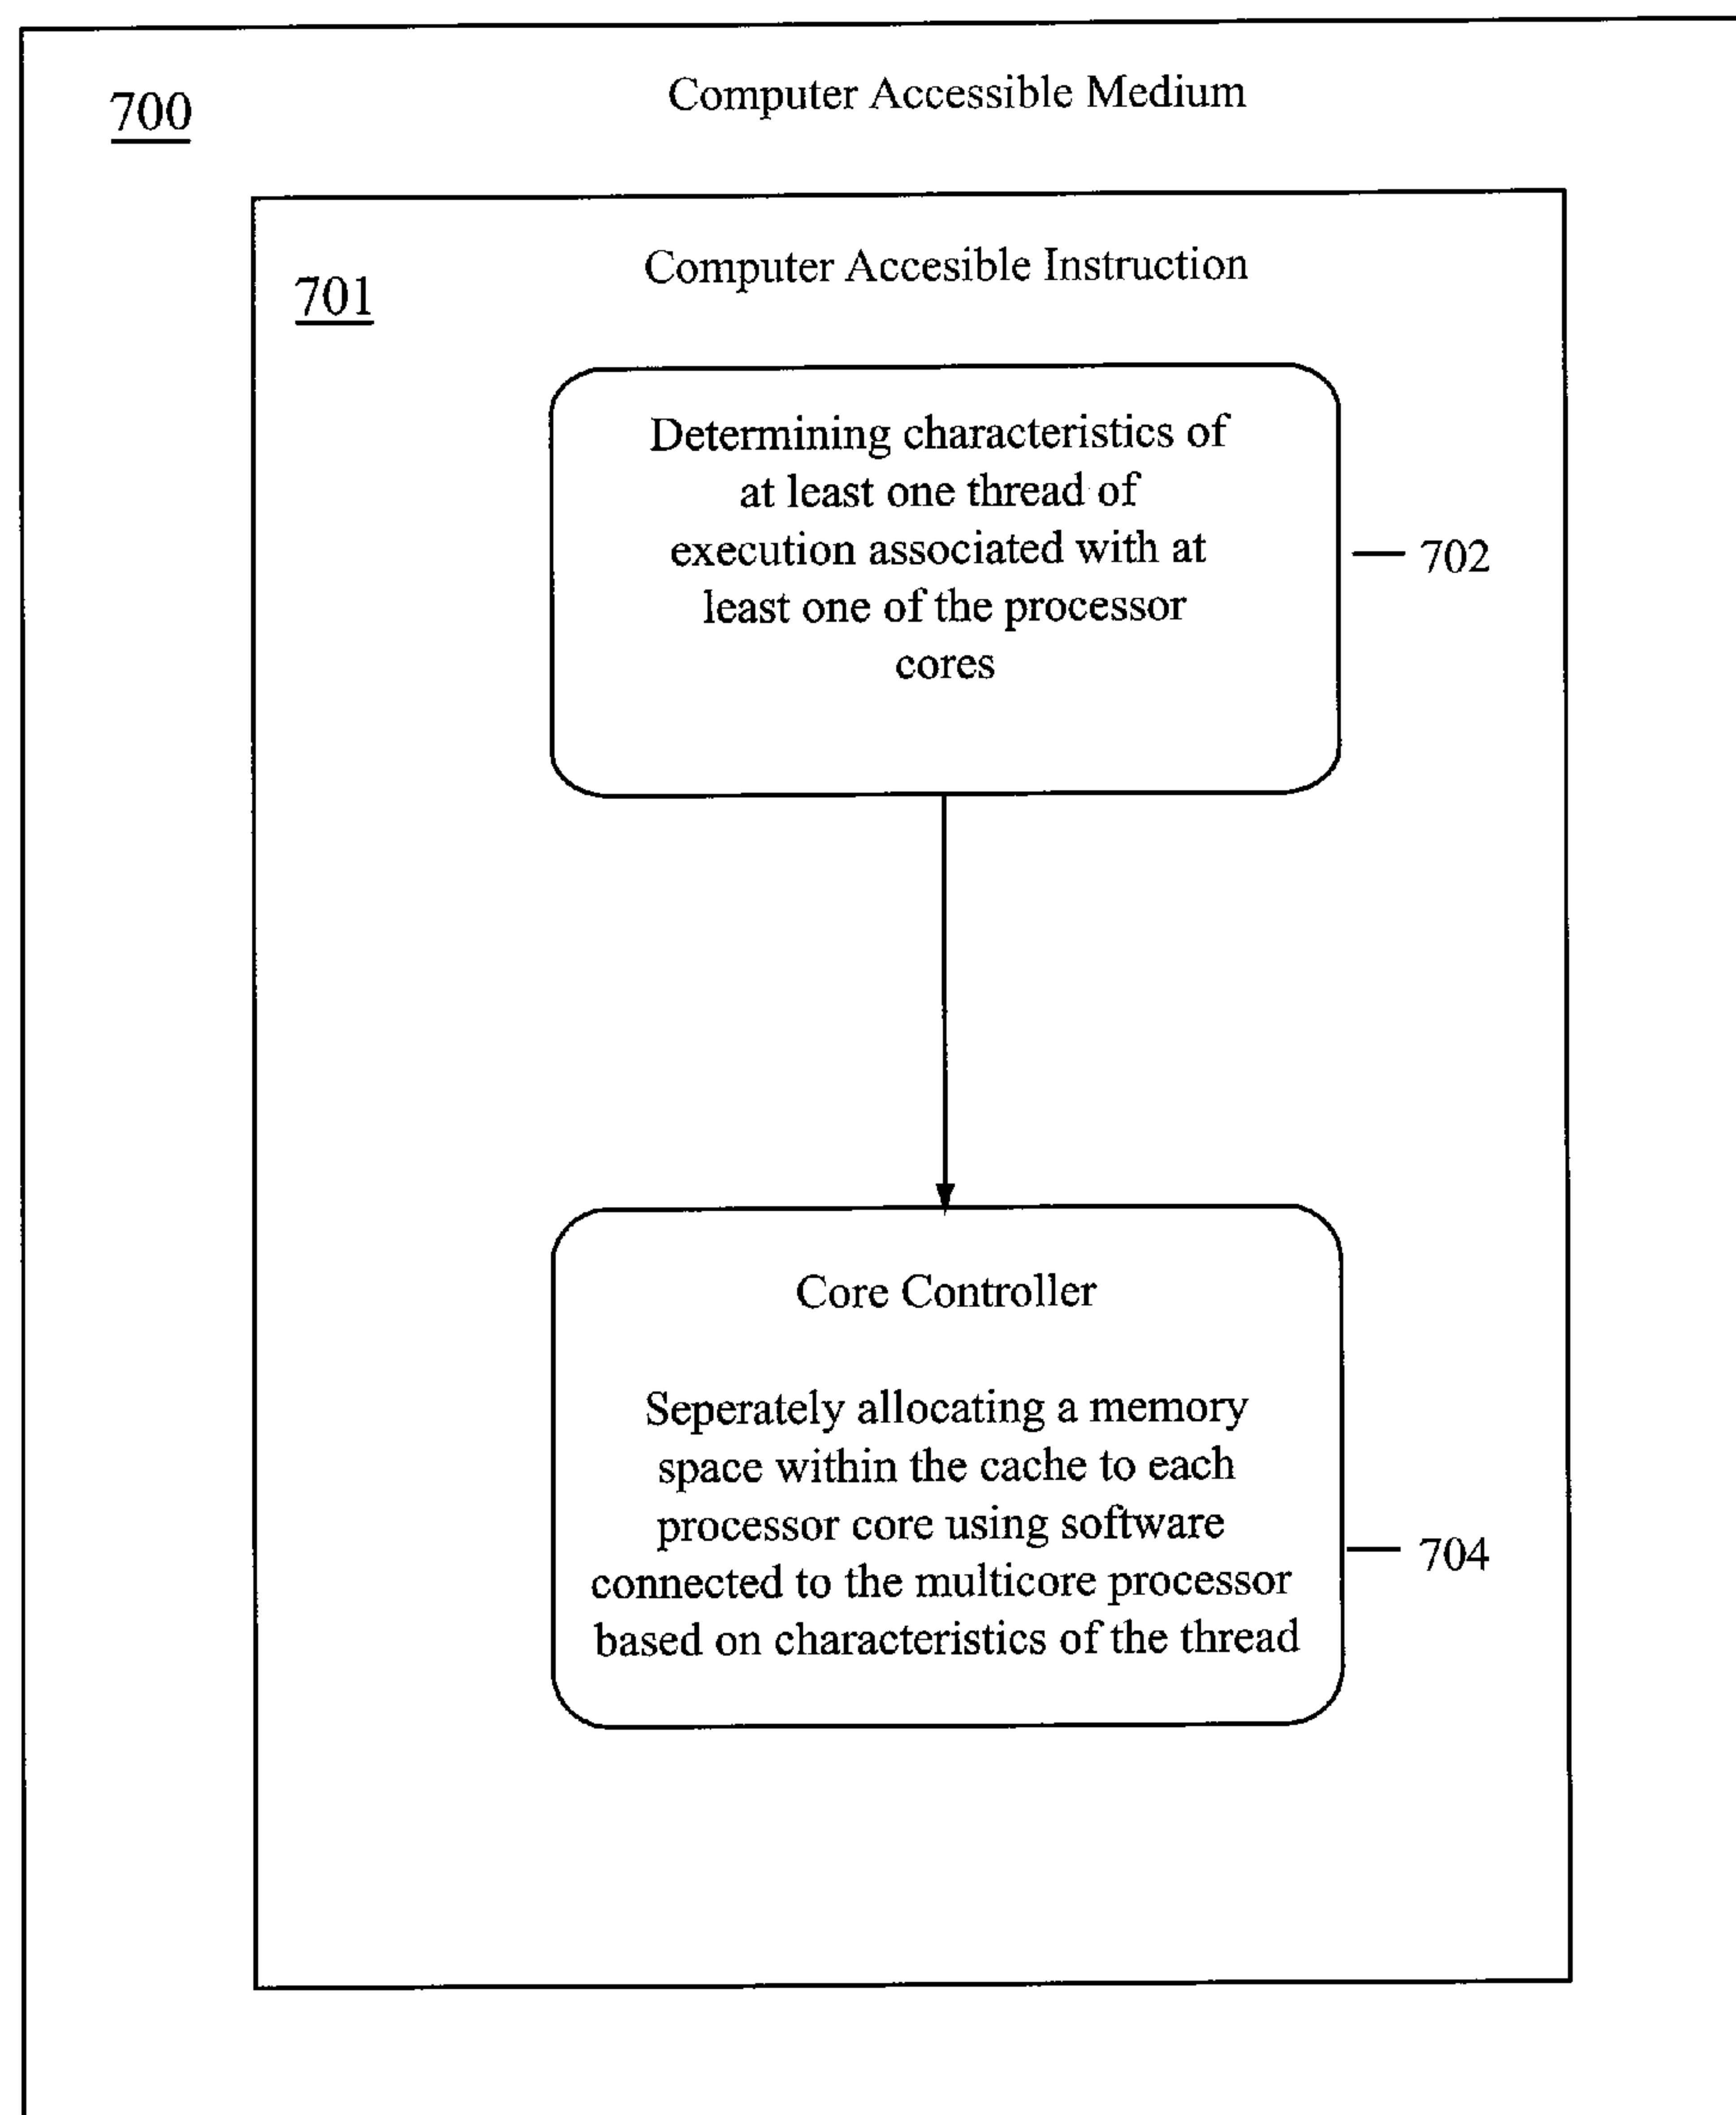 700
Computer Accessible Medium
701
Computer Accesible Instruction
Determining characteristics of
at least one thread of
execution associated with at
least one of the processor
cores
702
Core Controller
Seperately allocating a memory
space within the cache to each
processor core using software
connected to the multicore processor
based on characteristics of the thread
704